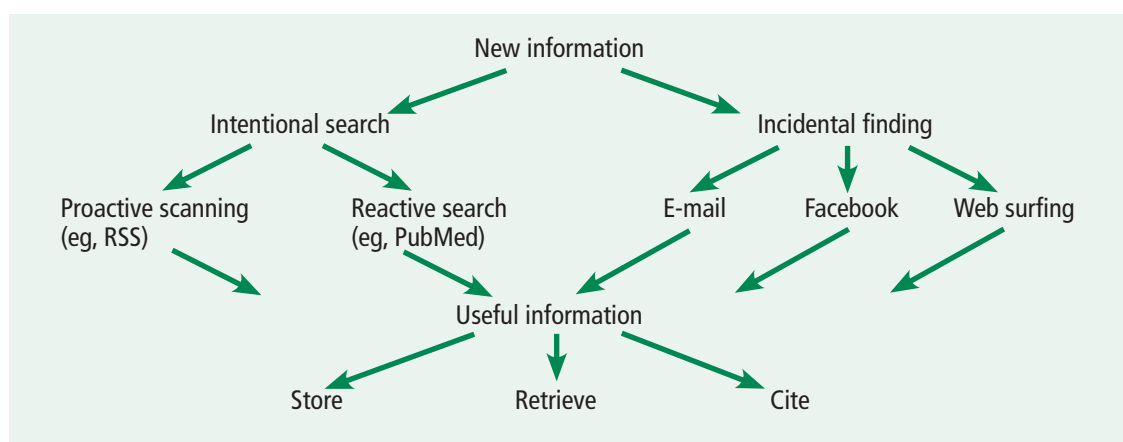 New information
Intentional search
Incidental finding
Proactive scanning
(eg, RSS)
Reactive search
(eg, PubMed)
E-mail
Facebook
Web surfing
Useful information
Store
Retrieve
Cite